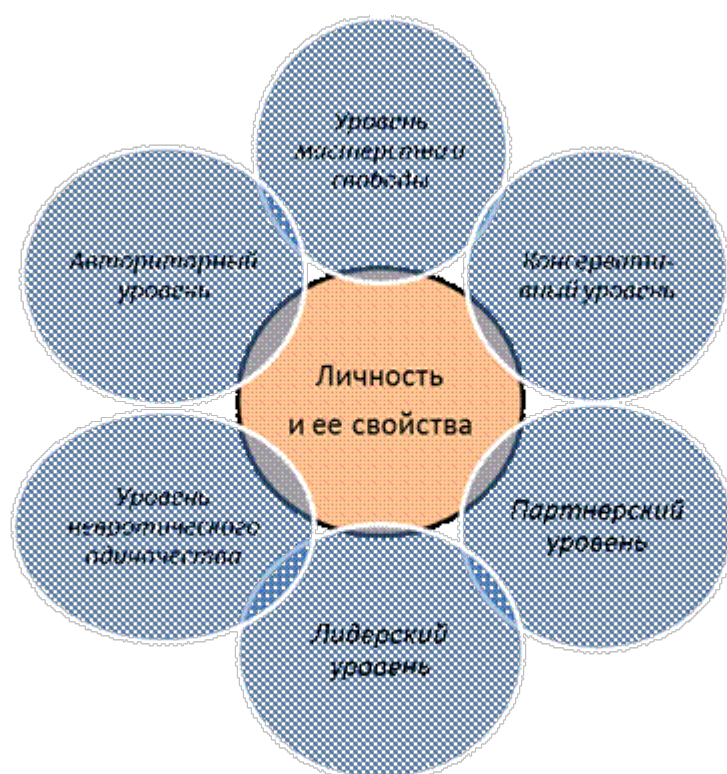 Уровень
мастерства и
свободы
Авторитарный
уровень
Консервати-
вный уровень
Личность
и ее свойства
Уровень
невротического
одиночества
Партнерский
уровень
Лидерский
уровень